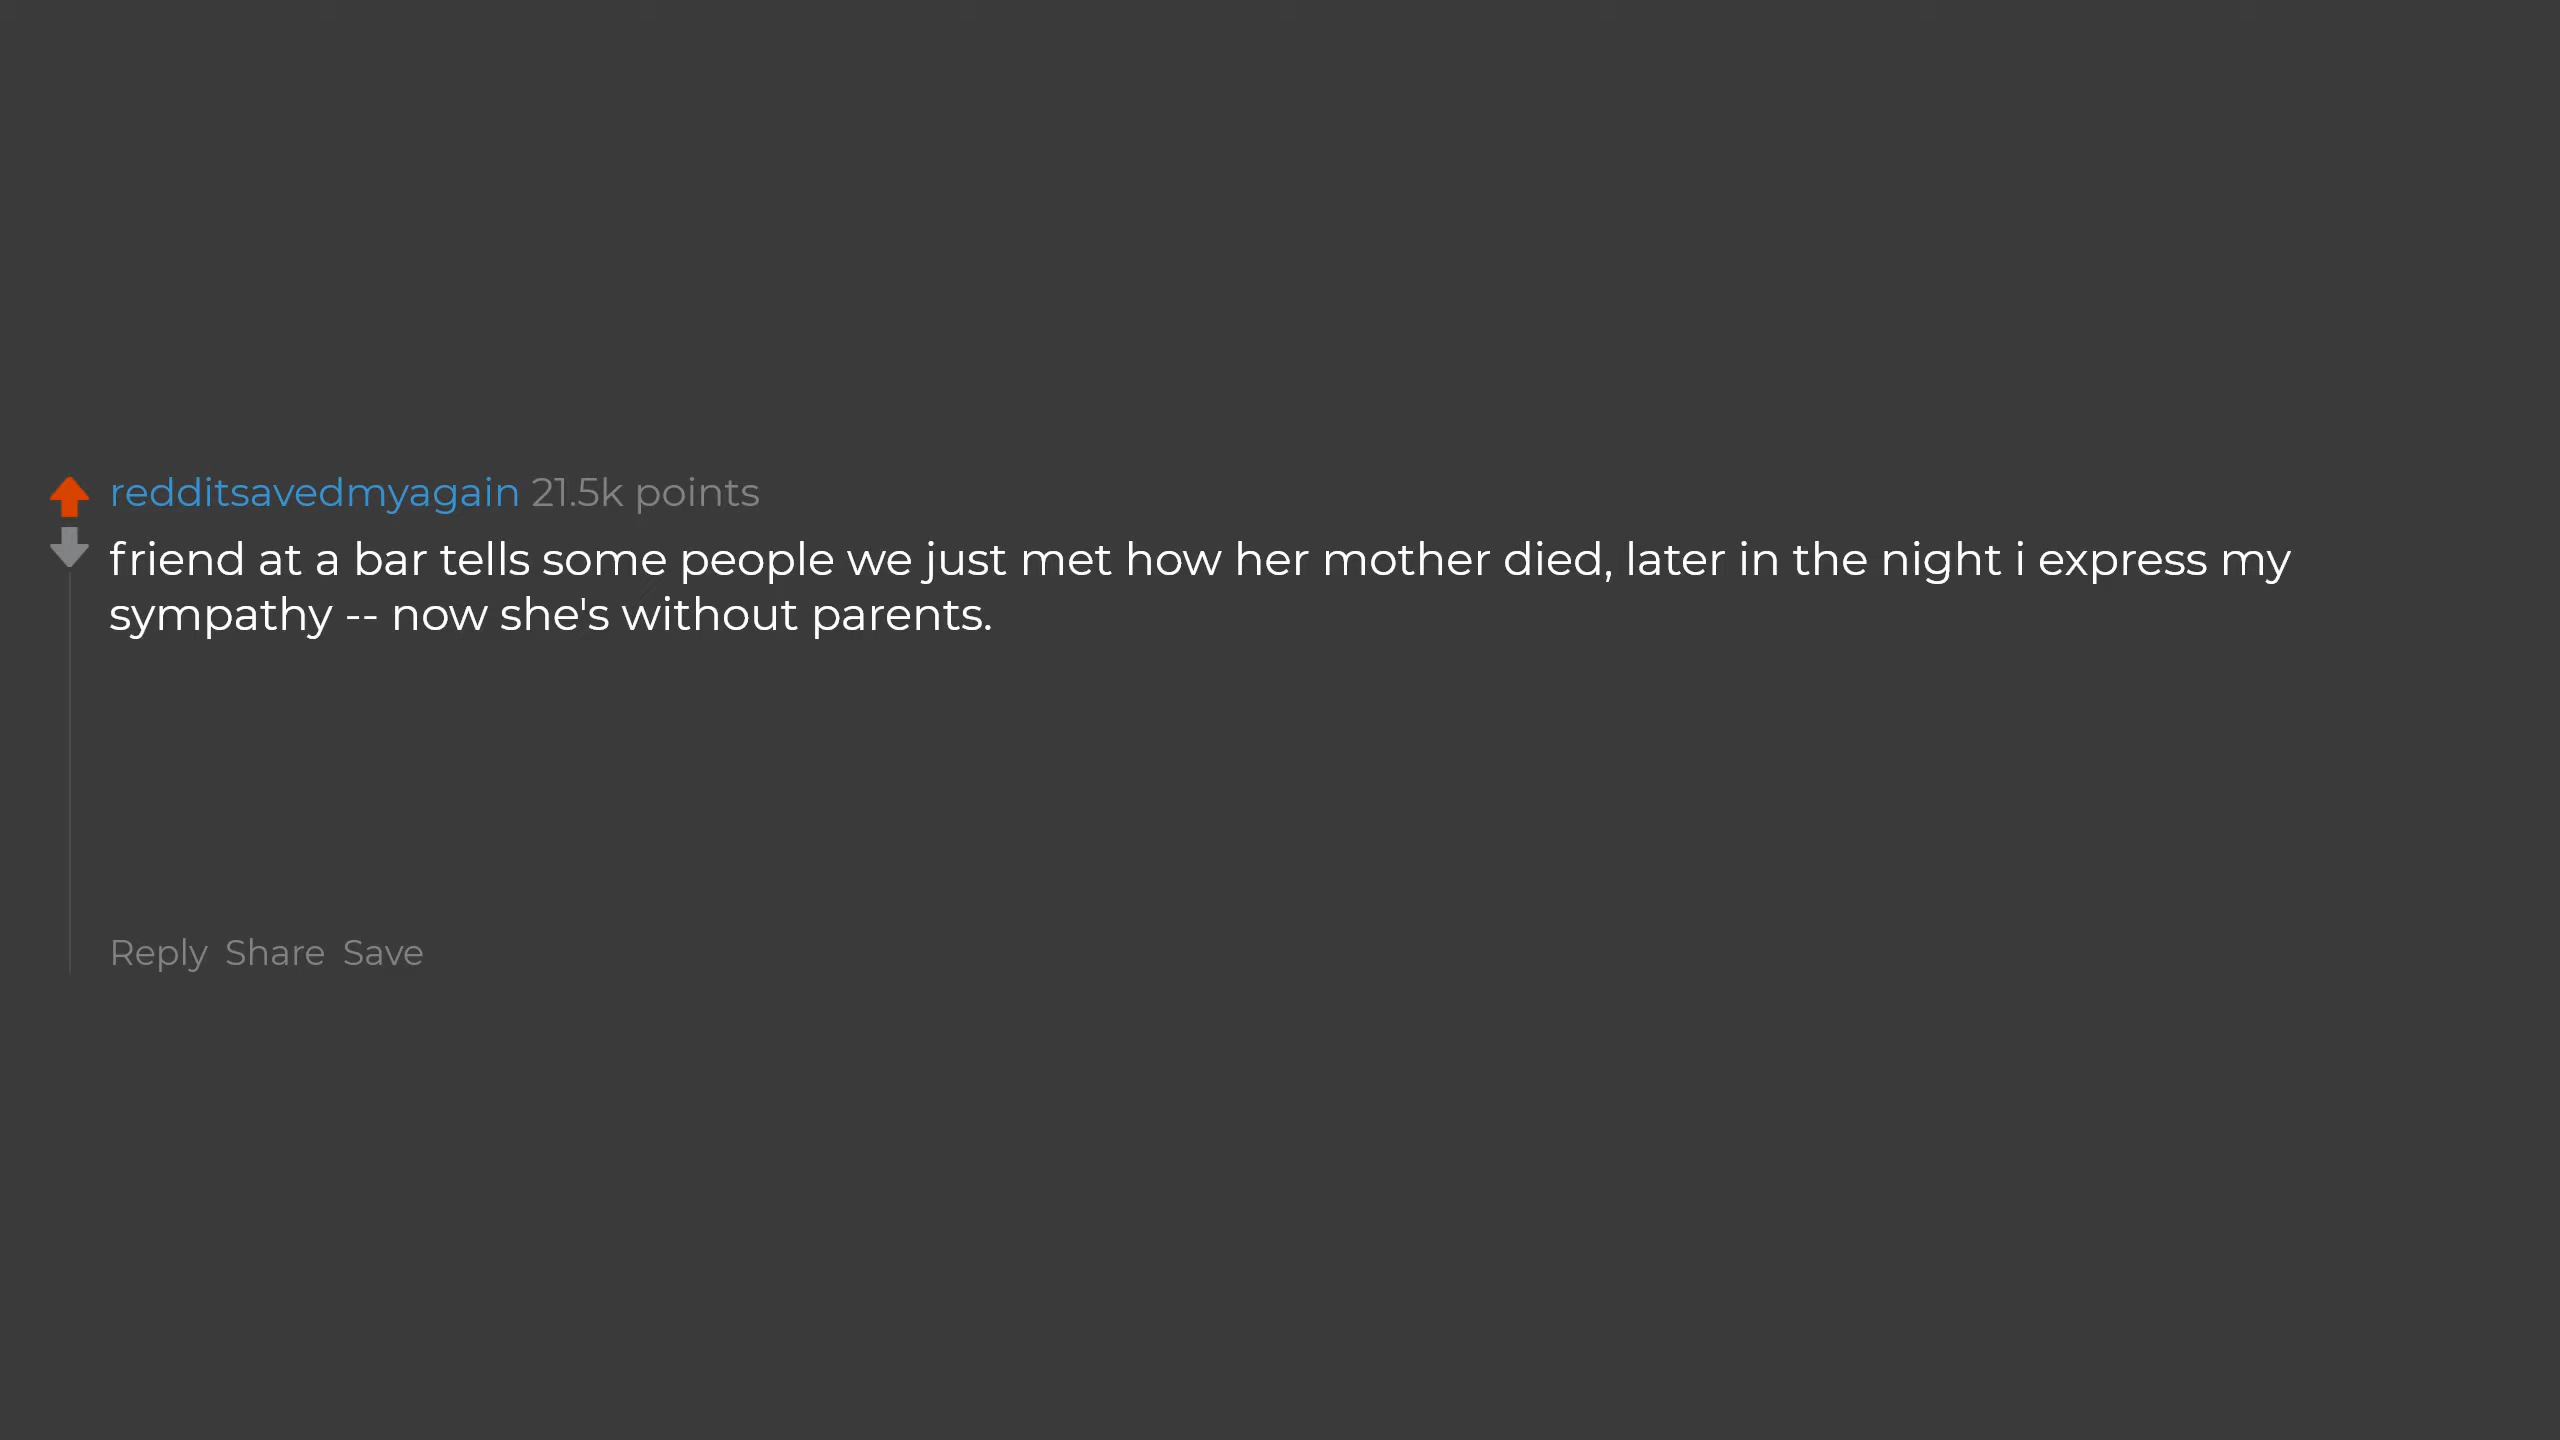 redditsavedmyagain 21.5k points
friend at a bar tells some people we just met how her mother died, later in the night i express my
sympathy -- now she's without parents.
Reply Share Save